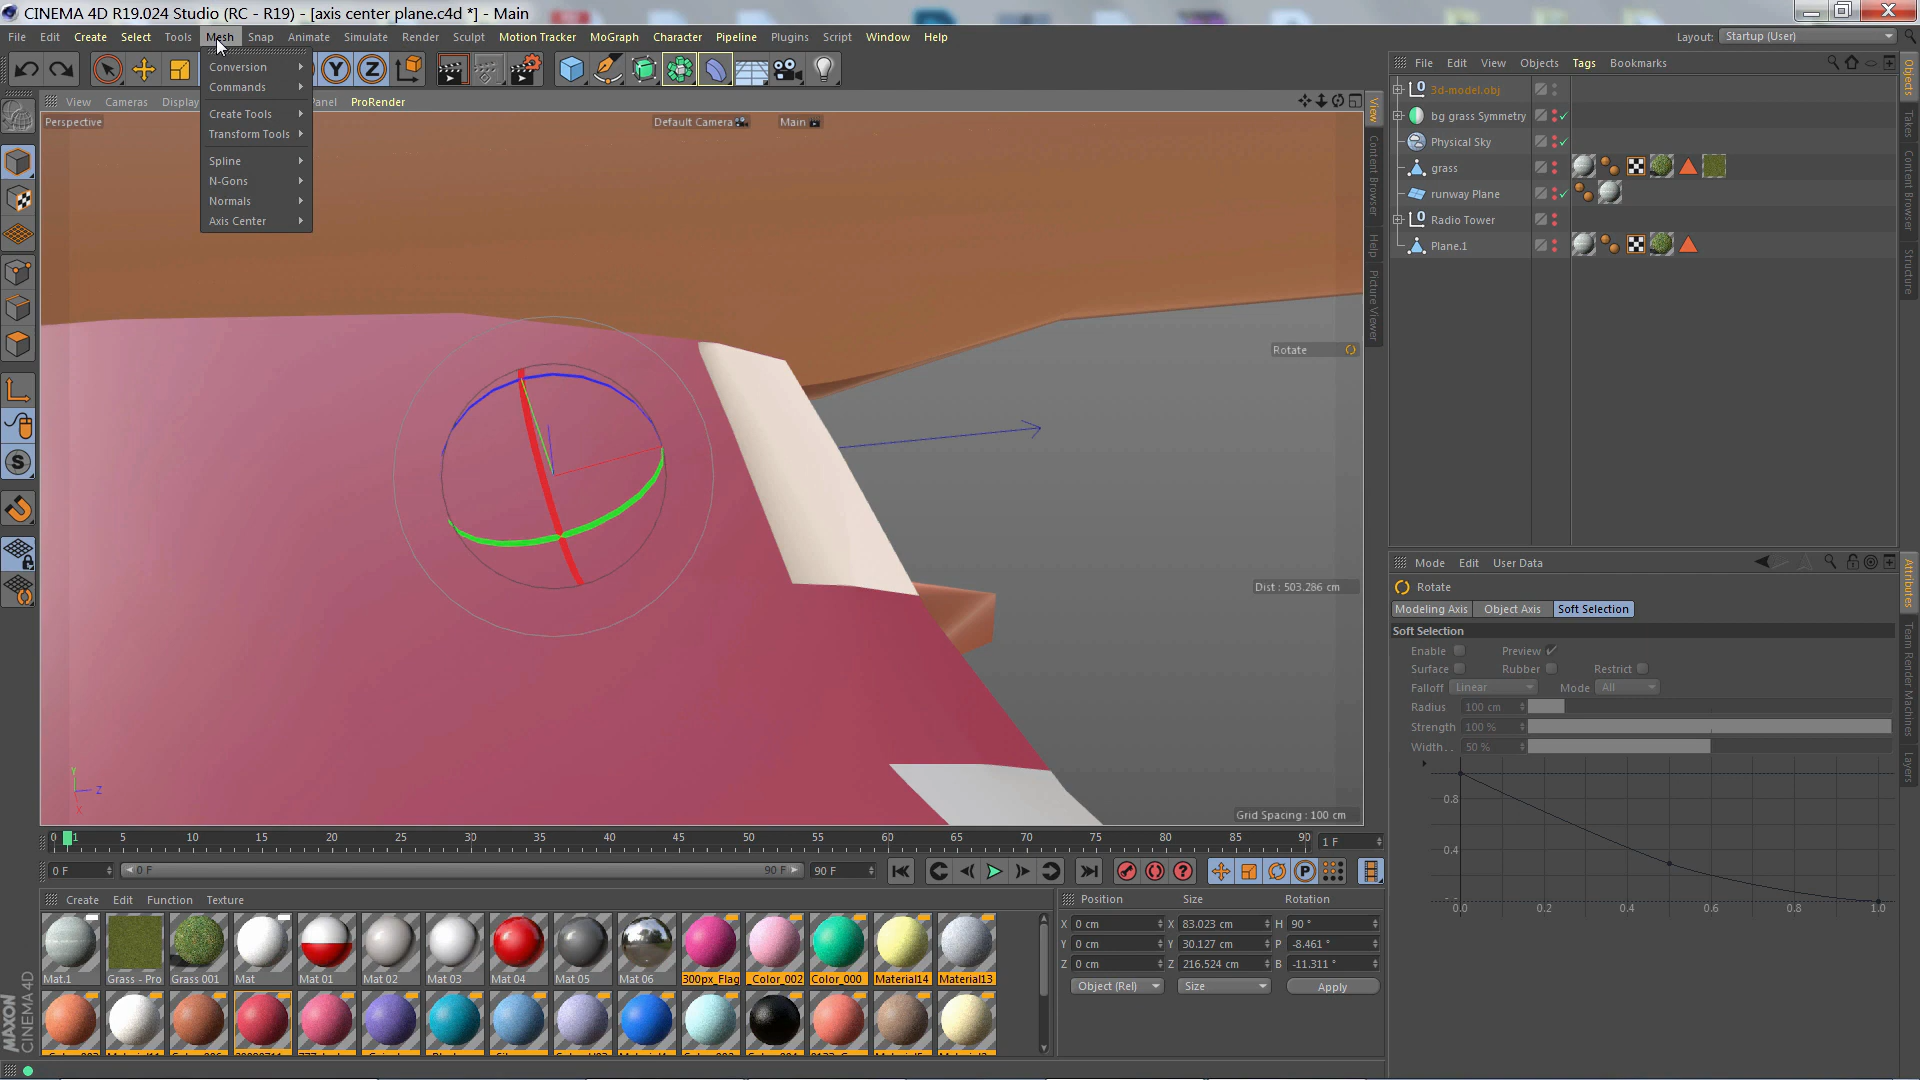 CINEMA 4D R19.024 Studio (RC - R19) - [axis center plane.c4d *] - Main
File Edit Create Select Tools Mesh Snap Animate Simulate Render Sculpt Motion Tracker MoGraph Character Pipeline Plugins Script Window Help
Layout: Startup (User)
Conversion
Commands
Create Tools
Transform Tools
Spline
N-Gons
Normals
Axis Center
View Cameras Display Panel ProRender
Perspective
Default Camera
Main
Rotate
Dist : 503.286 cm
Grid Spacing : 100 cm
Y
Z
X
View
Content Browser
Help
Picture Viewer
File Edit View Objects Tags Bookmarks
3d-model.obj
bg grass Symmetry
Physical Sky
grass
runway Plane
Radio Tower
Plane.1
Objects
Takes
Content Browser
Structure
Mode Edit User Data
Rotate
Modeling Axis Object Axis Soft Selection
Soft Selection
Enable Preview
Surface Rubber Restrict
Falloff Linear Mode All
Radius 100 cm
Strength 100 %
Width . . 50 %
0.8
0.4
0.0 0.2 0.4 0.6 0.8 1.0
Attributes
Team Render Machines
Layers
0 1 5 10 15 20 25 30 35 40 45 50 55 60 65 70 75 80 85 90
1 F
0 F
0 F
90 F
90 F
Create Edit Function Texture
Mat.1 Grass - Pro Grass 001 Mat Mat 01 Mat 02 Mat 03 Mat 04 Mat 05 Mat 06 300px_Flag _Color_002 Color_000 Material14 Material13
Position Size Rotation
X 0 cm X 83.023 cm H 90 °
Y 0 cm Y 30.127 cm P -8.461 °
Z 0 cm Z 216.524 cm B -11.311 °
Object (Rel) Size Apply
MAXON
CINEMA 4D